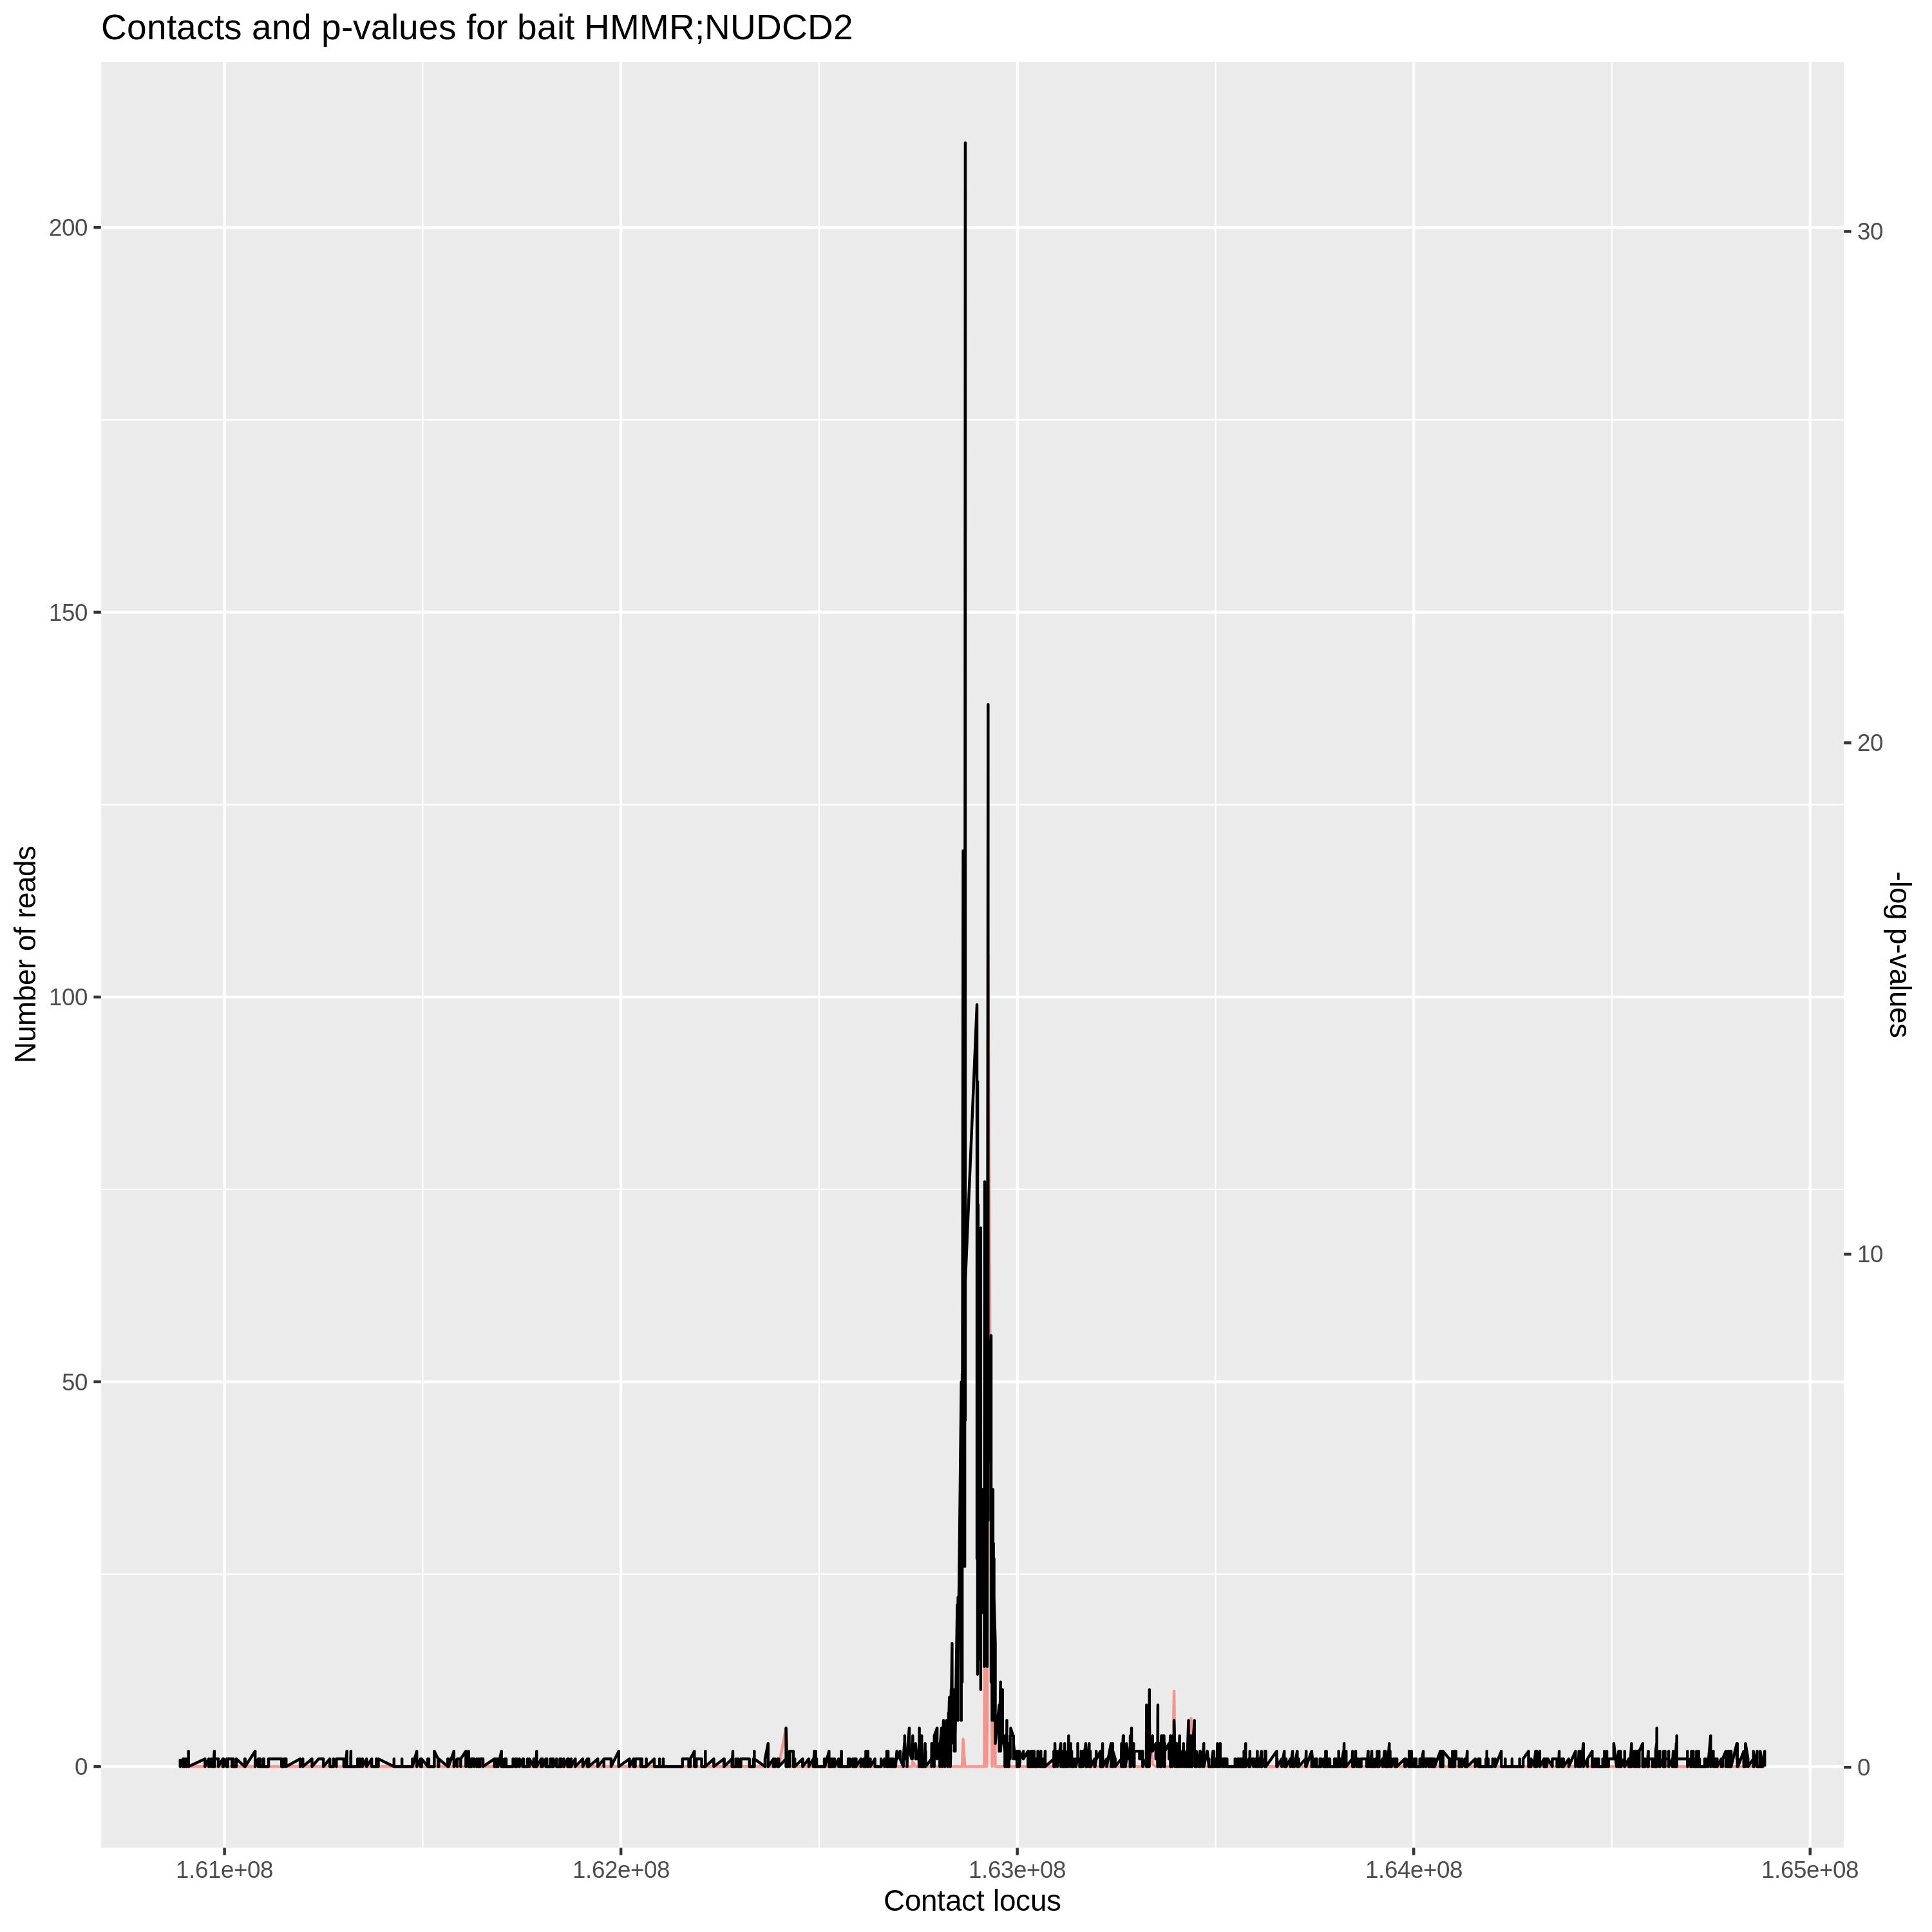 Contacts and p-values for bait HMMR;NUDCD2
200
150
100
50
0
Number of reads
30
20
10
0
-log p-values
1.61e+08
1.62e+08
1.63e+08
1.64e+08
1.65e+08
Contact locus